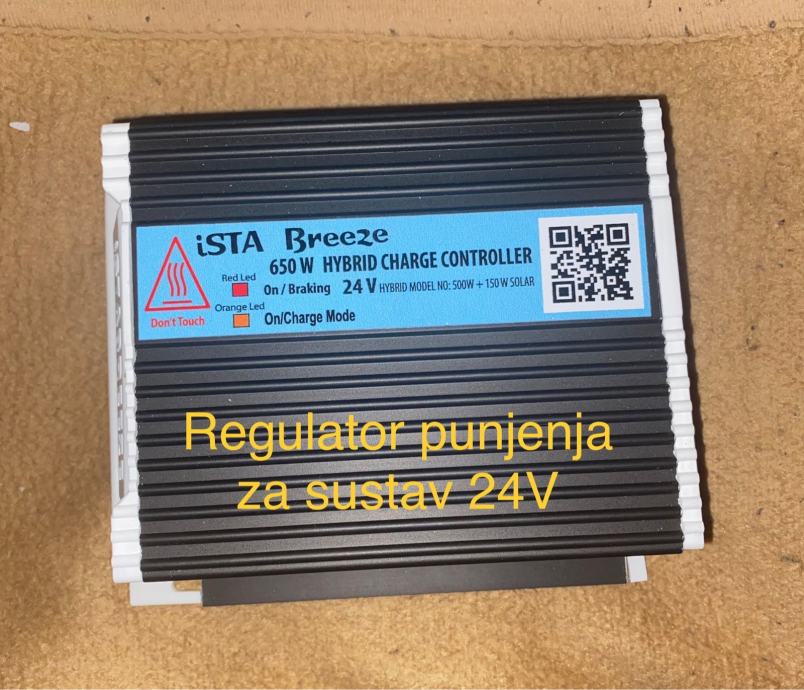 iSTA Breeze
650 W HYBRID CHARGE CONTROLLER
Red Led
On / Braking 24 V HYBRID MODEL NO: 500W + 150 W SOLAR
Orange Led
On/Charge Mode
Don't Touch
Regulator punjenja
za sustav 24V